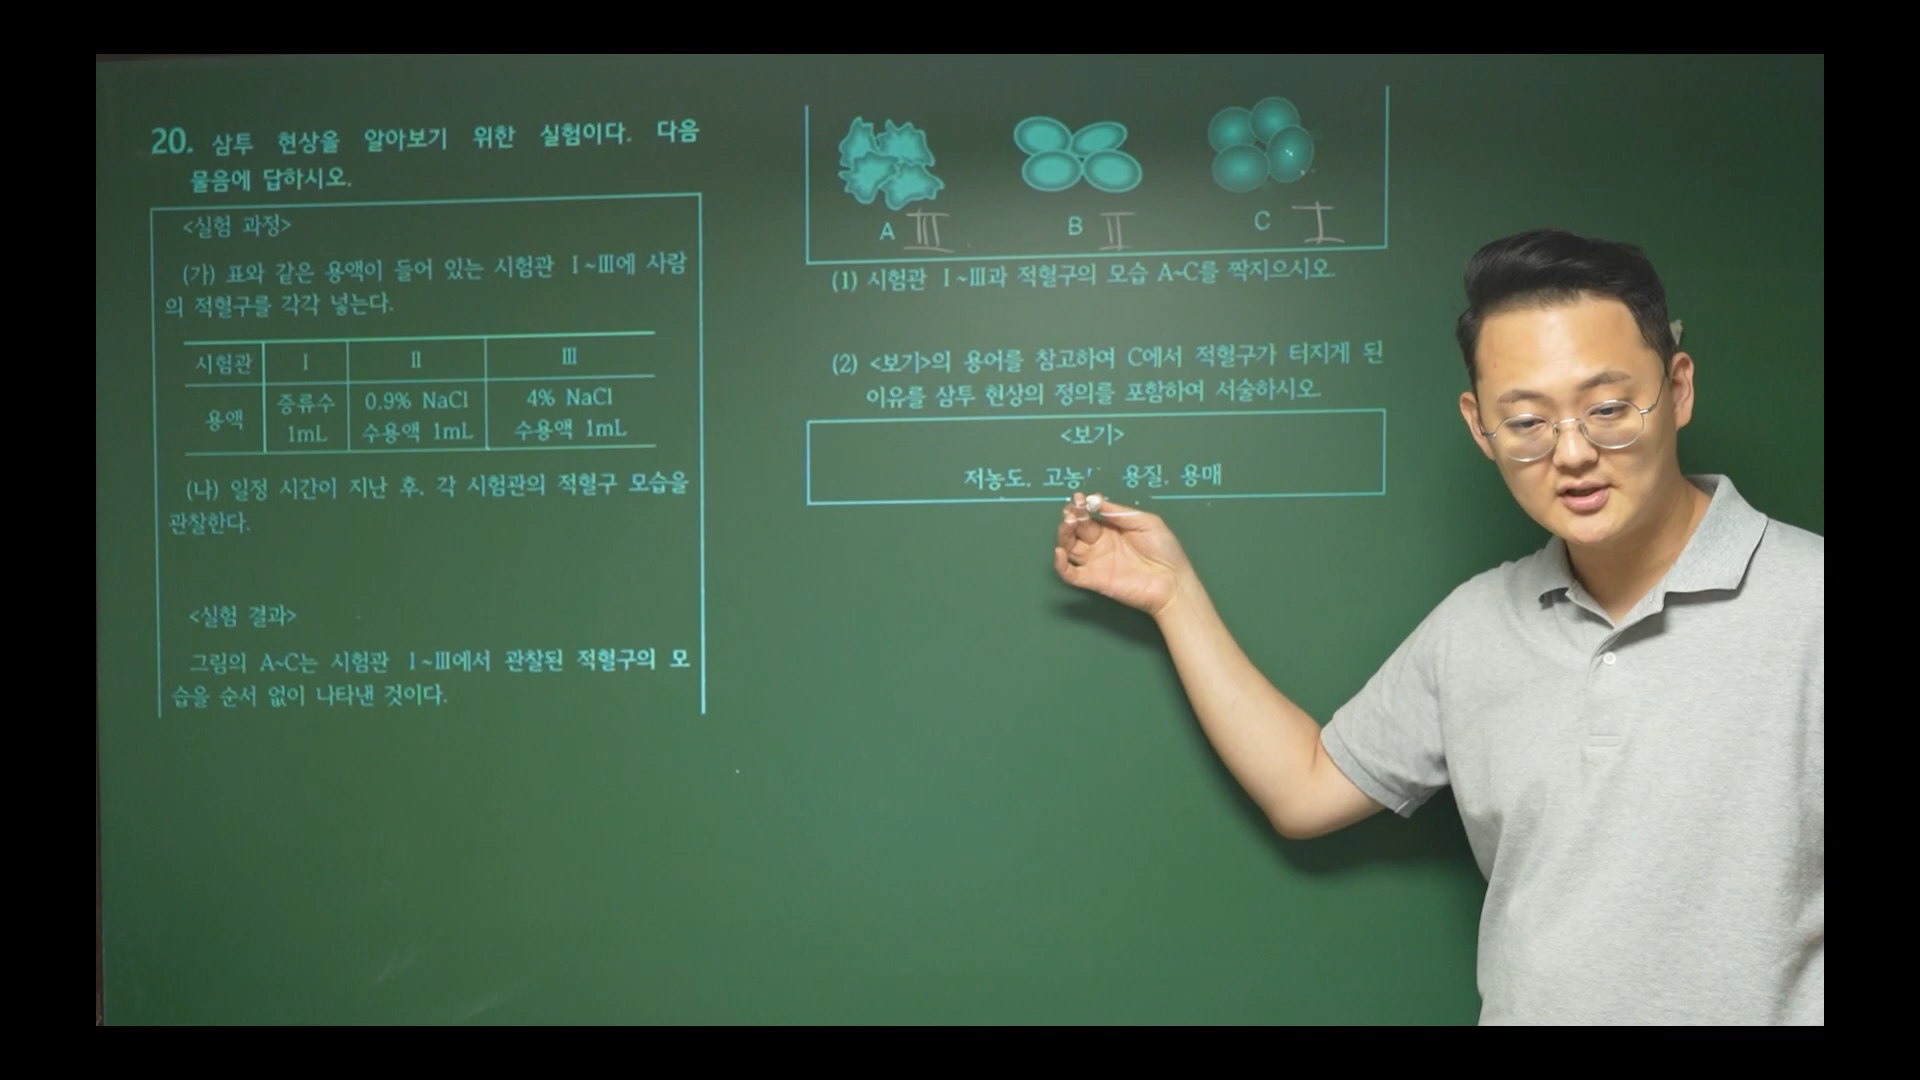 20. 삼투 현상을 알아보기 위한 실험이다. 다음
물음에 답하시오.
<실험 과정>
(가) 표와 같은 용액이 들어 있는 시험관 Ⅰ~Ⅲ에 사람
의 적혈구를 각각 넣는다.
시험관 Ⅰ Ⅱ Ⅲ
용액 증류수 1mL 0.9% NaCl 수용액 1mL 4% NaCl 수용액 1mL
(나) 일정 시간이 지난 후, 각 시험관의 적혈구 모습을
관찰한다.
<실험 결과>
그림의 A~C는 시험관 Ⅰ~Ⅲ에서 관찰된 적혈구의 모
습을 순서 없이 나타낸 것이다.
A Ⅲ B Ⅱ C Ⅰ
(1) 시험관 Ⅰ~Ⅲ과 적혈구의 모습 A~C를 짝지으시오.
(2) <보기>의 용어를 참고하여 C에서 적혈구가 터지게 된
이유를 삼투 현상의 정의를 포함하여 서술하시오.
<보기>
저농도, 용질, 용매